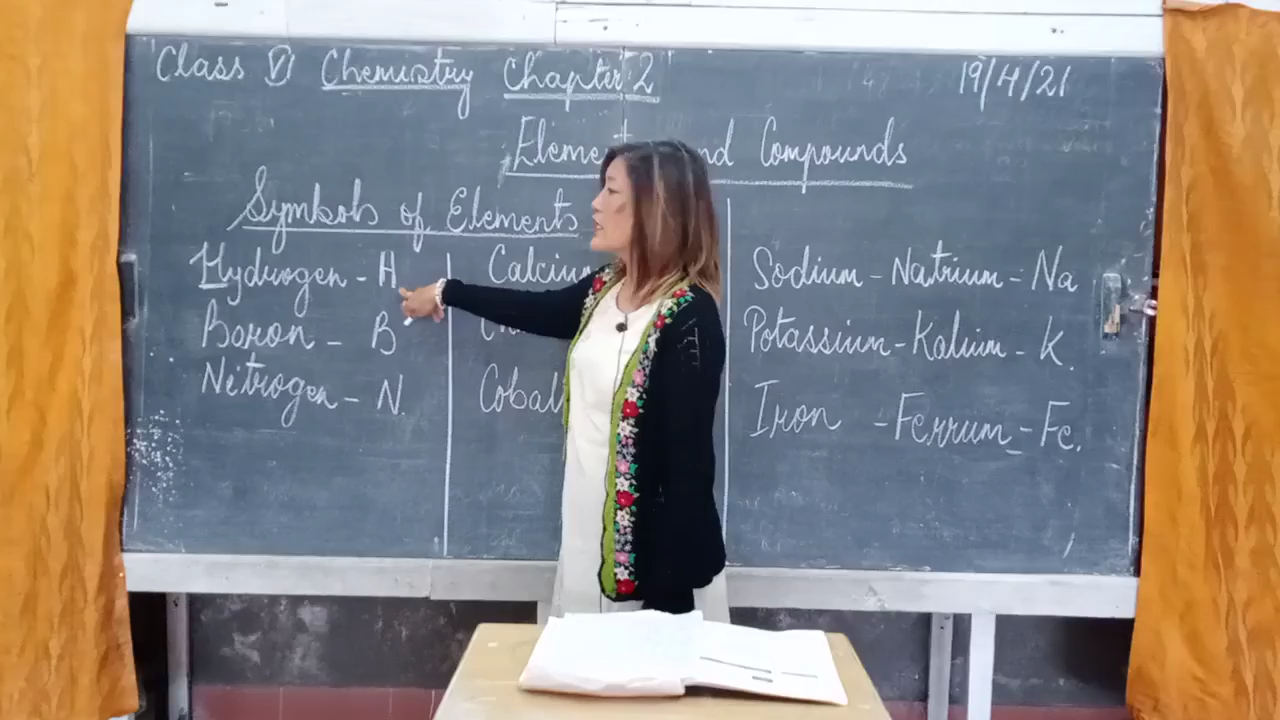 Class VI Chemistry Chapter 2 19/4/21
Elements and Compounds
Symbols of Elements
Hydrogen - H
Boron - B
Nitrogen - N.
Calcium
Cobalt
Sodium - Natrium - Na
Potassium - Kalium - K.
Iron - Ferrum - Fe.